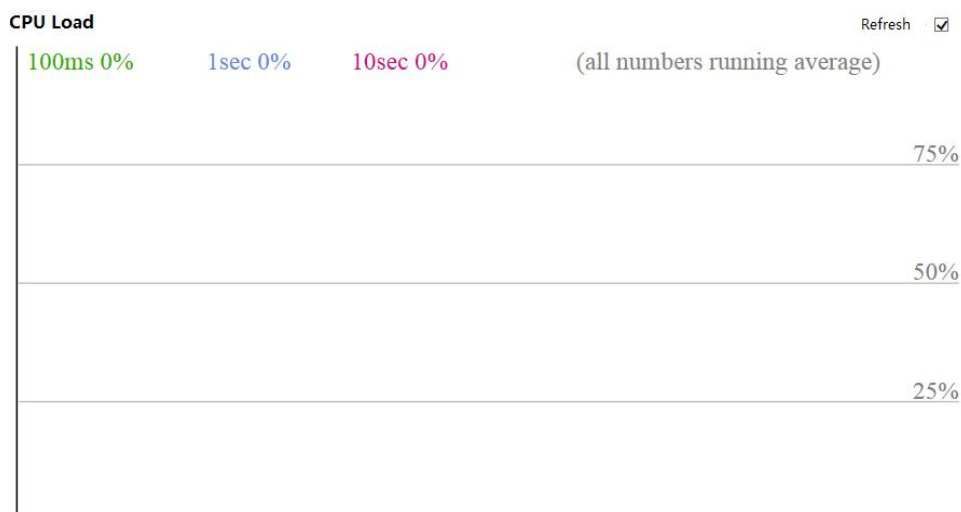 CPU Load
Refresh
100ms 0% 1sec 0% 10sec 0% (all numbers running average)
75%
50%
25%